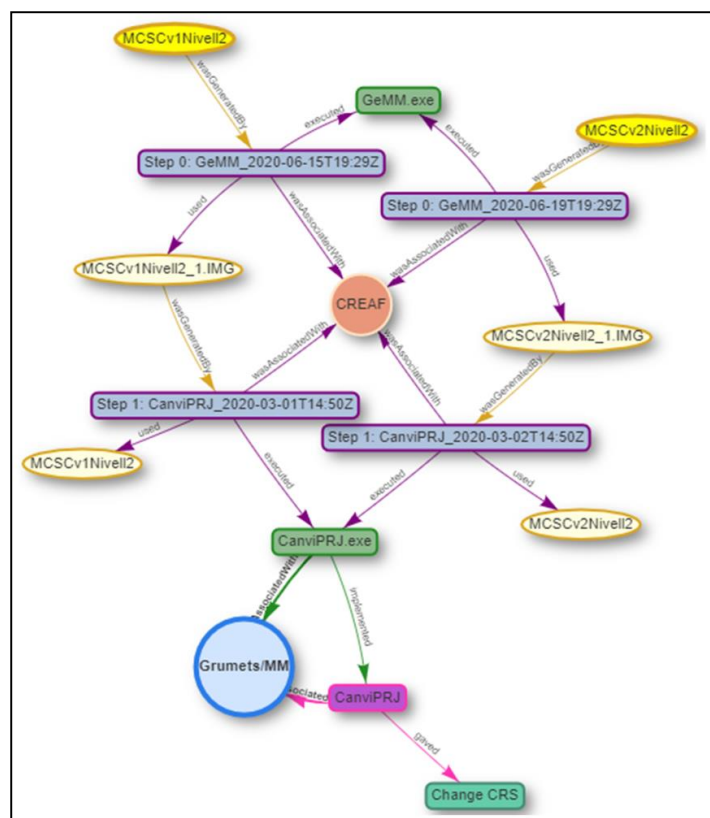 MCSCv1Nivell2
wasGeneratedBy
GeMM.exe
executed
executed
MCSCv2Nivell2
wasGeneratedBy
Step 0: GeMM_2020-06-15T19:29Z
Step 0: GeMM_2020-06-19T19:29Z
used
wasAssociatedWith
wasAssociatedWith
used
MCSCv1Nivell2_1.IMG
CREAF
wasGeneratedBy
wasAssociatedWith
wasAssociatedWith
MCSCv2Nivell2_1.IMG
wasGeneratedBy
Step 1: CanviPRJ_2020-03-01T14:50Z
Step 1: CanviPRJ_2020-03-02T14:50Z
used
MCSCv1Nivell2
executed
executed
used
MCSCv2Nivell2
CanviPRJ.exe
AssociatedWith
implemented
Grumets/MM
sociated
CanviPRJ
gaved
Change CRS